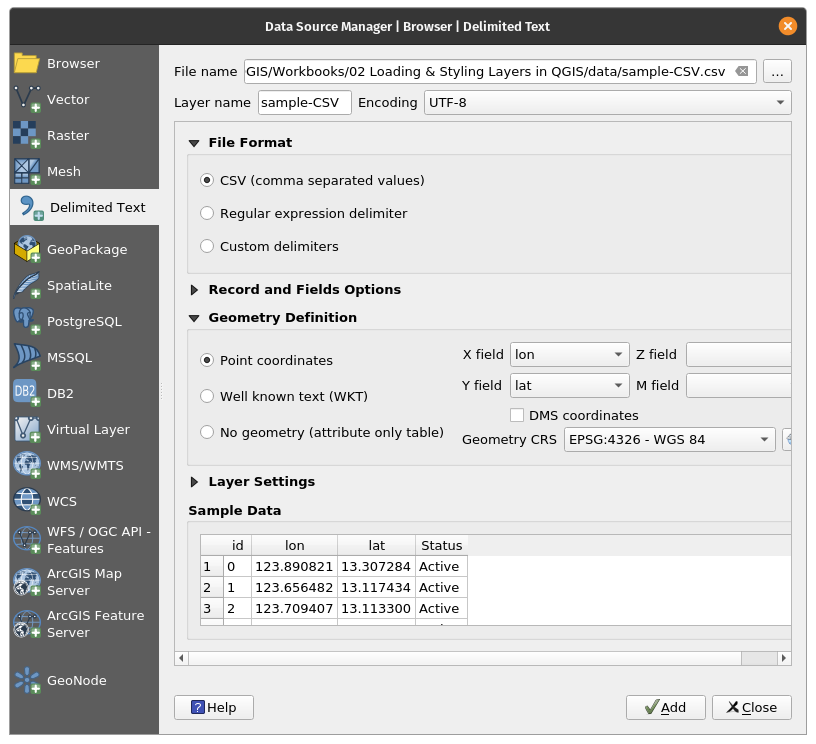 Data Source Manager | Browser | Delimited Text
Browser
Vector
Raster
Mesh
Delimited Text
GeoPackage
SpatiaLite
PostgreSQL
MSSQL
DB2
DB2
Virtual Layer
WMS/WMTS
WCS
WFS / OGC API -
Features
ArcGIS Map
Server
ArcGIS Feature
Server
GeoNode
File name GIS/Workbooks/02 Loading & Styling Layers in QGIS/data/sample-CSV.csv ...
Layer name sample-CSV Encoding UTF-8
File Format
CSV (comma separated values)
Regular expression delimiter
Custom delimiters
Record and Fields Options
Geometry Definition
Point coordinates
Well known text (WKT)
No geometry (attribute only table)
X field lon Z field
Y field lat M field
DMS coordinates
Geometry CRS EPSG:4326 - WGS 84
Layer Settings
Sample Data
id lon lat Status
1 0 123.890821 13.307284 Active
2 1 123.656482 13.117434 Active
3 2 123.709407 13.113300 Active
? Help Add Close